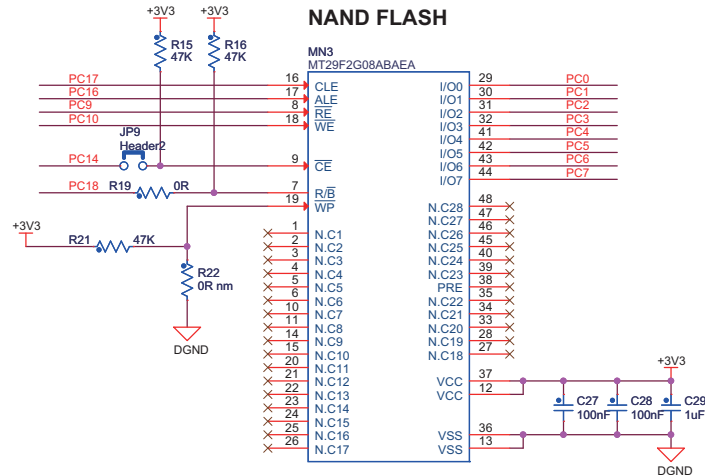 NAND FLASH
+3V3
+3V3
R15
47K
R16
47K
MN3
MT29F2G08ABAEA
PC17 16 CLE I/O0 29 PC0
PC16 17 ALE I/O1 30 PC1
PC9 8 RE I/O2 31 PC2
PC10 18 WE I/O3 32 PC3
I/O4 41 PC4
JP9
Header2
I/O5 42 PC5
PC14 9 CE I/O6 43 PC6
I/O7 44 PC7
PC18 R19 0R 7 R/B
19 WP
N.C28 48
N.C27 47
+3V3
R21 47K
1 N.C1 N.C26 46
2 N.C2 N.C25 45
3 N.C3 N.C24 40
4 N.C4 N.C23 39
5 N.C5 PRE 38
6 N.C6 N.C22 35
10 N.C7 N.C21 34
11 N.C8 N.C20 33
14 N.C9 N.C19 28
15 N.C10 N.C18 27
R22
0R nm
DGND
20 N.C11
21 N.C12 VCC 37
22 N.C13 VCC 12
23 N.C14
24 N.C15
25 N.C16 VSS 36
26 N.C17 VSS 13
+3V3
C27
100nF
C28
100nF
C29
1uF
DGND